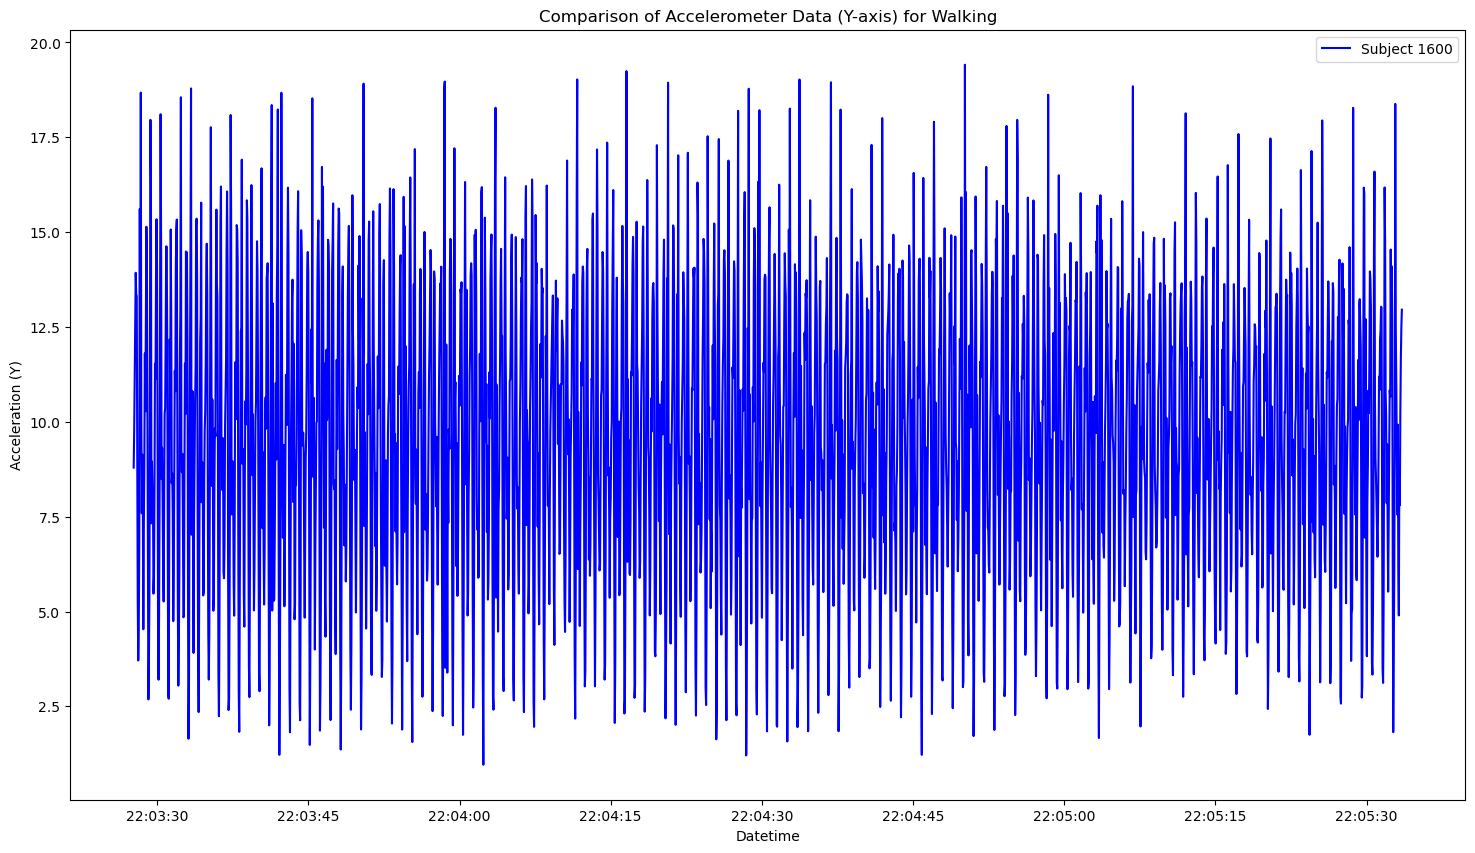 Comparison of Accelerometer Data (Y-axis) for Walking
Subject 1600
20.0
17.5
15.0
12.5
10.0
7.5
5.0
2.5
Acceleration (Y)
22:03:30 22:03:45 22:04:00 22:04:15 22:04:30 22:04:45 22:05:00 22:05:15 22:05:30
Datetime